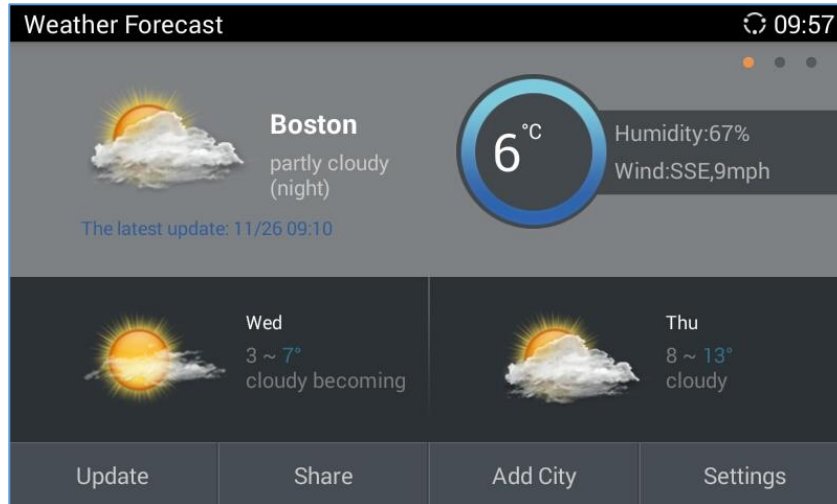 Weather Forecast
09:57
Boston
partly cloudy
(night)
The latest update: 11/26 09:10
6°C
Humidity:67%
Wind:SSE,9mph
Wed
3 ~ 7°
cloudy becoming
Thu
8 ~ 13°
cloudy
Update
Share
Add City
Settings